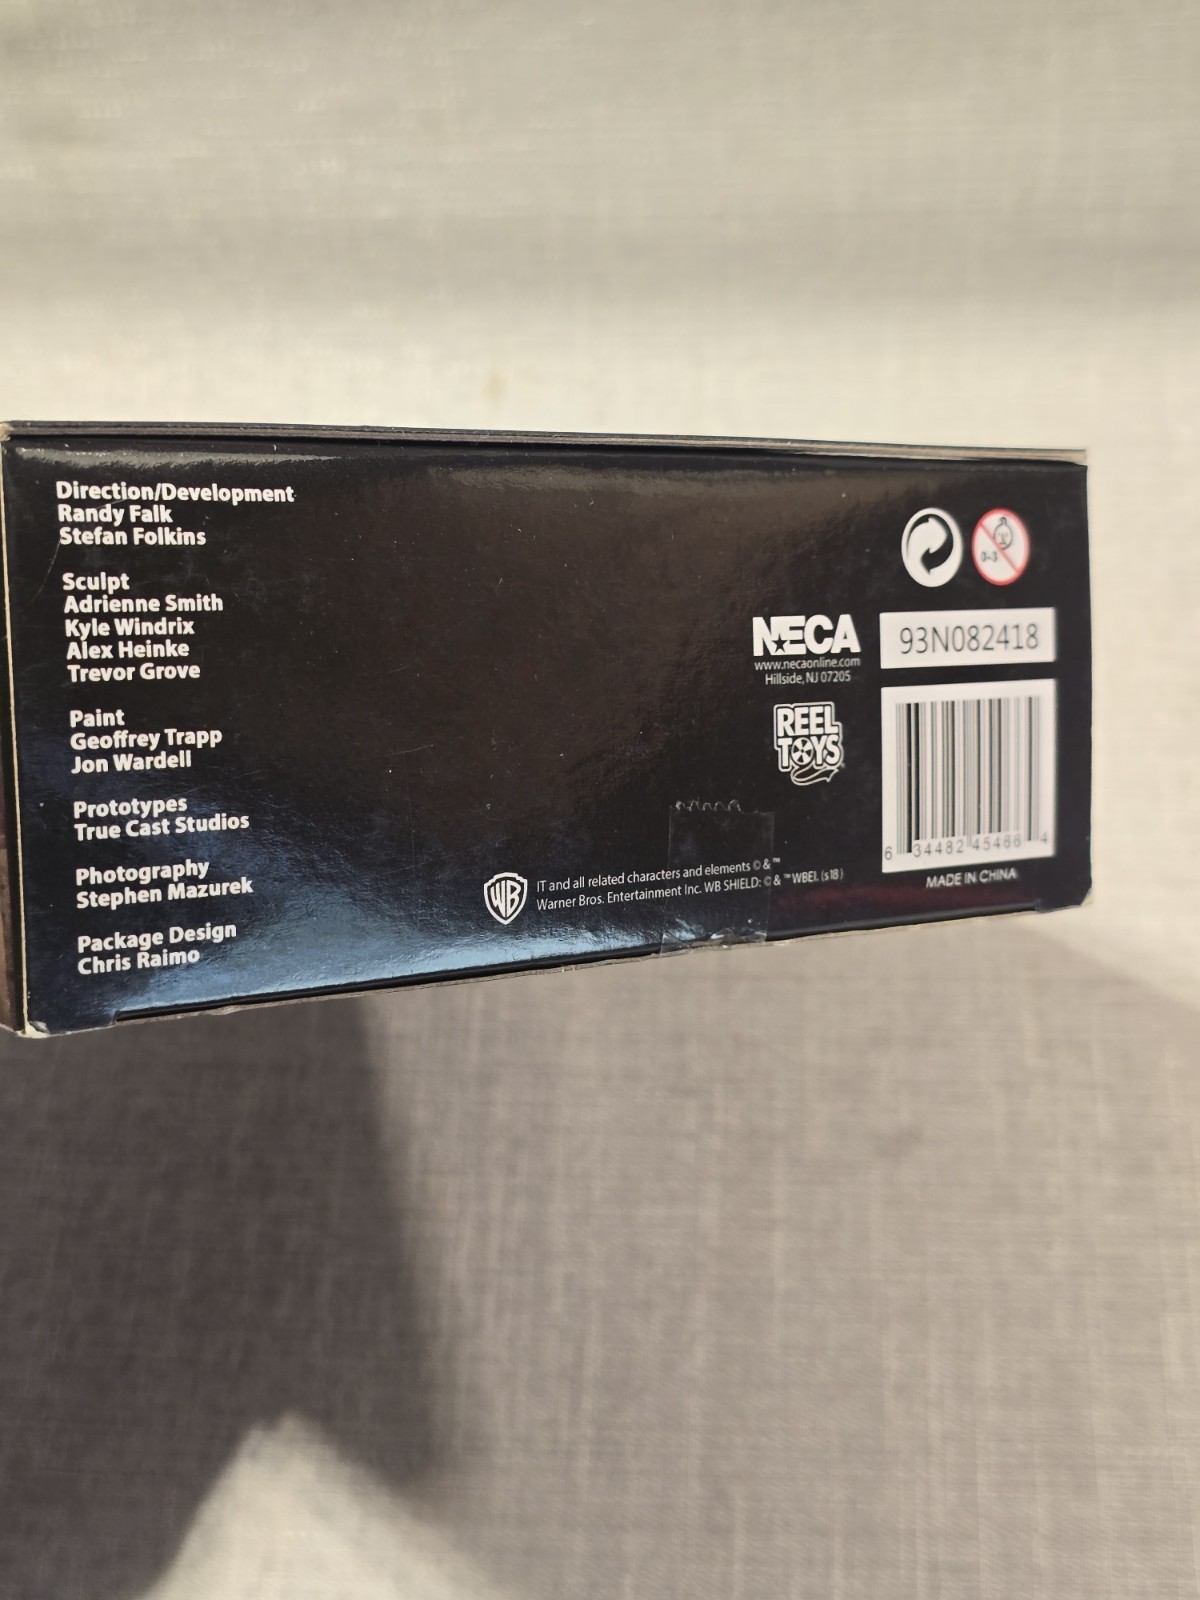 Direction/Development
Randy Falk
Stefan Folkins
Sculpt
Adrienne Smith
Kyle Windrix
Alex Heinke
Trevor Grove
Paint
Geoffrey Trapp
Jon Wardell
Prototypes
True Cast Studios
Photography
Stephen Mazurek
Package Design
Chris Raimo
WB
IT and all related characters and elements © & ™
Warner Bros. Entertainment Inc. WB SHIELD: © & ™ WBEI. (s18)
NECA
www.necaonline.com
Hillside, NJ 07205
REEL
TOYS
0-3
93N082418
6 34482 45466 4
MADE IN CHINA